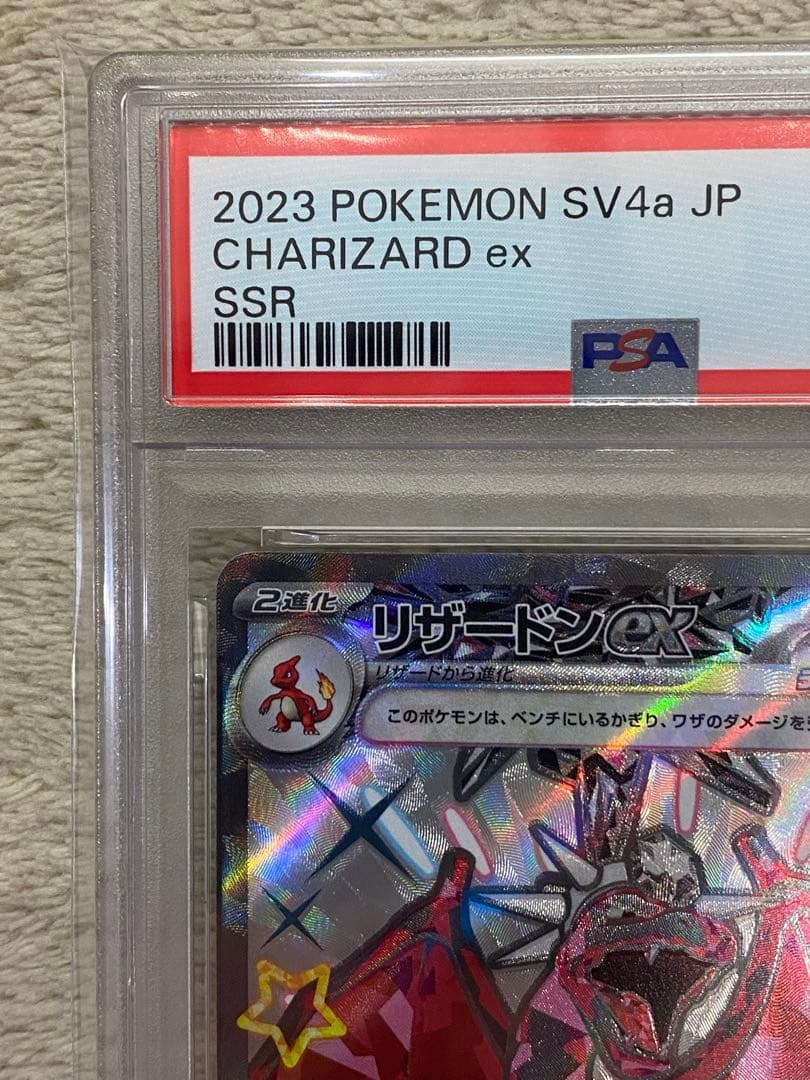 2023 POKEMON SV4a JP
CHARIZARD ex
SSR
PSA
2進化
リザードンex
リザードから進化
このポケモンは、ベンチにいるかぎり、ワザのダメージを